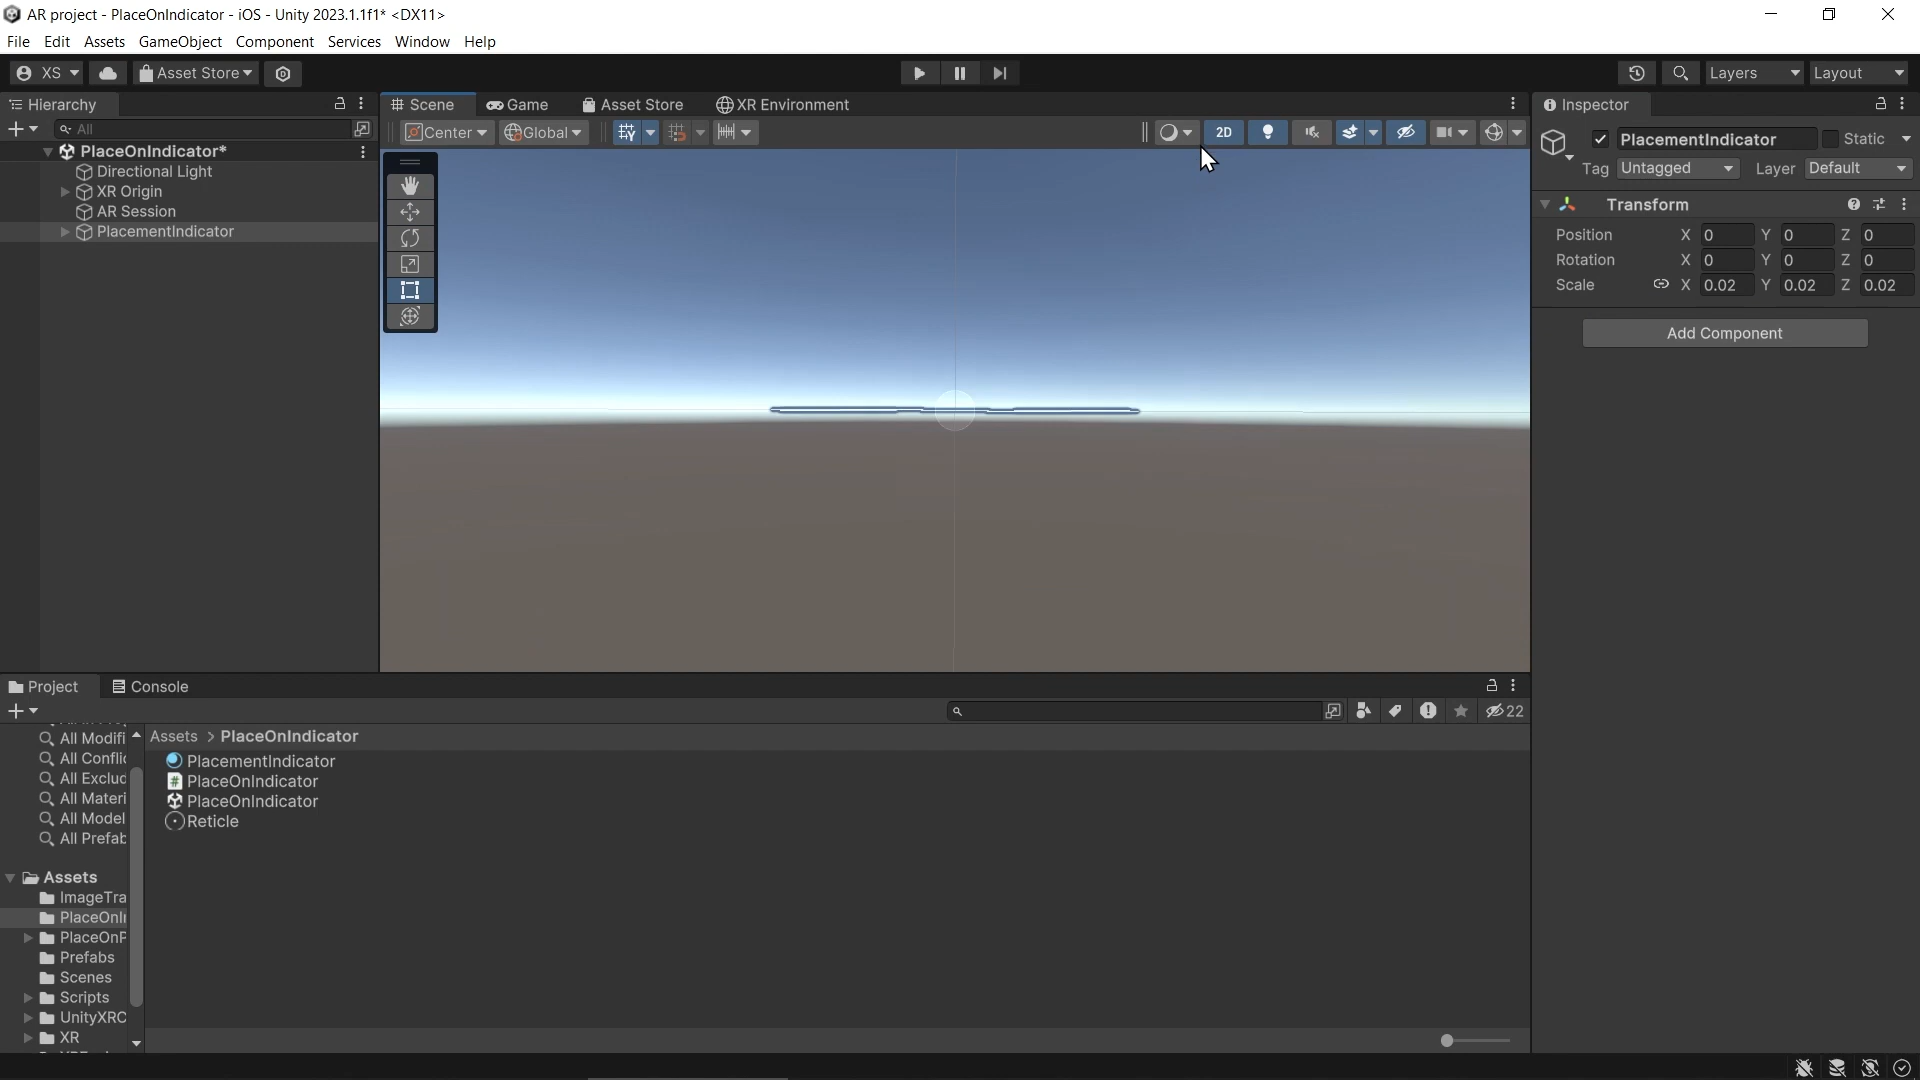 AR project - PlaceOnIndicator - iOS - Unity 2023.1.1f1* <DX11>
File Edit Assets GameObject Component Services Window Help
XS Asset Store Layers Layout
Hierarchy Scene Game Asset Store XR Environment Inspector
All Center Global 2D PlacementIndicator Static
PlaceOnIndicator*
Tag Untagged Layer Default
Directional Light
XR Origin
AR Session
PlacementIndicator
Transform
Position X 0 Y 0 Z 0
Rotation X 0 Y 0 Z 0
Scale X 0.02 Y 0.02 Z 0.02
Add Component
Project Console
22
All Modifi
All Conflic
All Exclud
All Materi
All Model
All Prefab
Assets
ImageTra
PlaceOnIn
PlaceOnP
Prefabs
Scenes
Scripts
UnityXRC
XR
Assets > PlaceOnIndicator
PlacementIndicator
PlaceOnIndicator
PlaceOnIndicator
Reticle